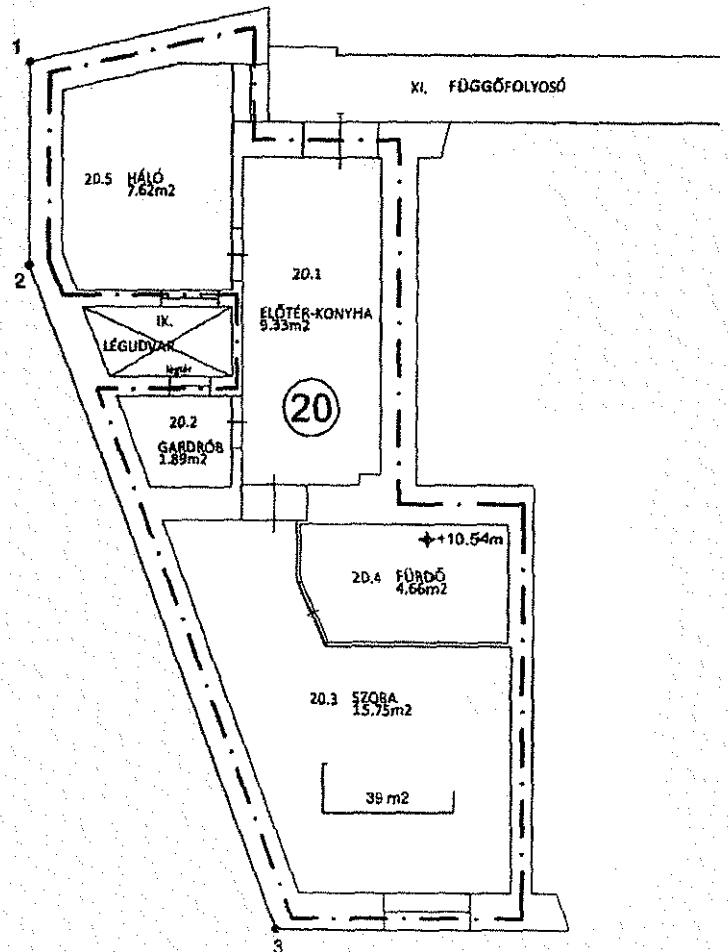 1
XI. FÜGGŐFOLYOSÓ
20.5 HÁLÓ
7.62m2
2
20.1
ELŐTÉR-KONYHA
9.33m2
IX.
LÉGUDVAR
légtér
20
20.2
GARDRÓB
1.89m2
+10.54m
20.4 FÜRDŐ
4.66m2
20.3 SZOBA
15.75m2
39 m2
3